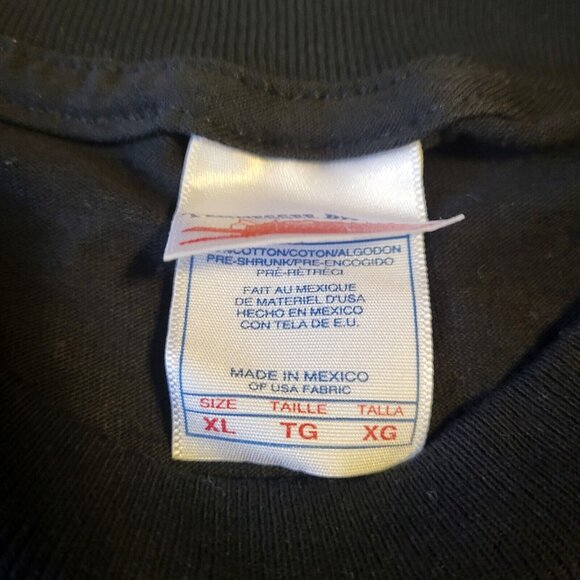 TENNESSEE
COTTON/COTON/ALGODON
PRE-SHRUNK/PRE-ENCOGIDO
PRÉ-RÉTRÉCI
FAIT AU MEXIQUE
DE MATERIEL D'USA
HECHO EN MEXICO
CON TELA DE E.U.
MADE IN MEXICO
OF USA FABRIC
SIZE TAILLE TALLA
XL TG XG